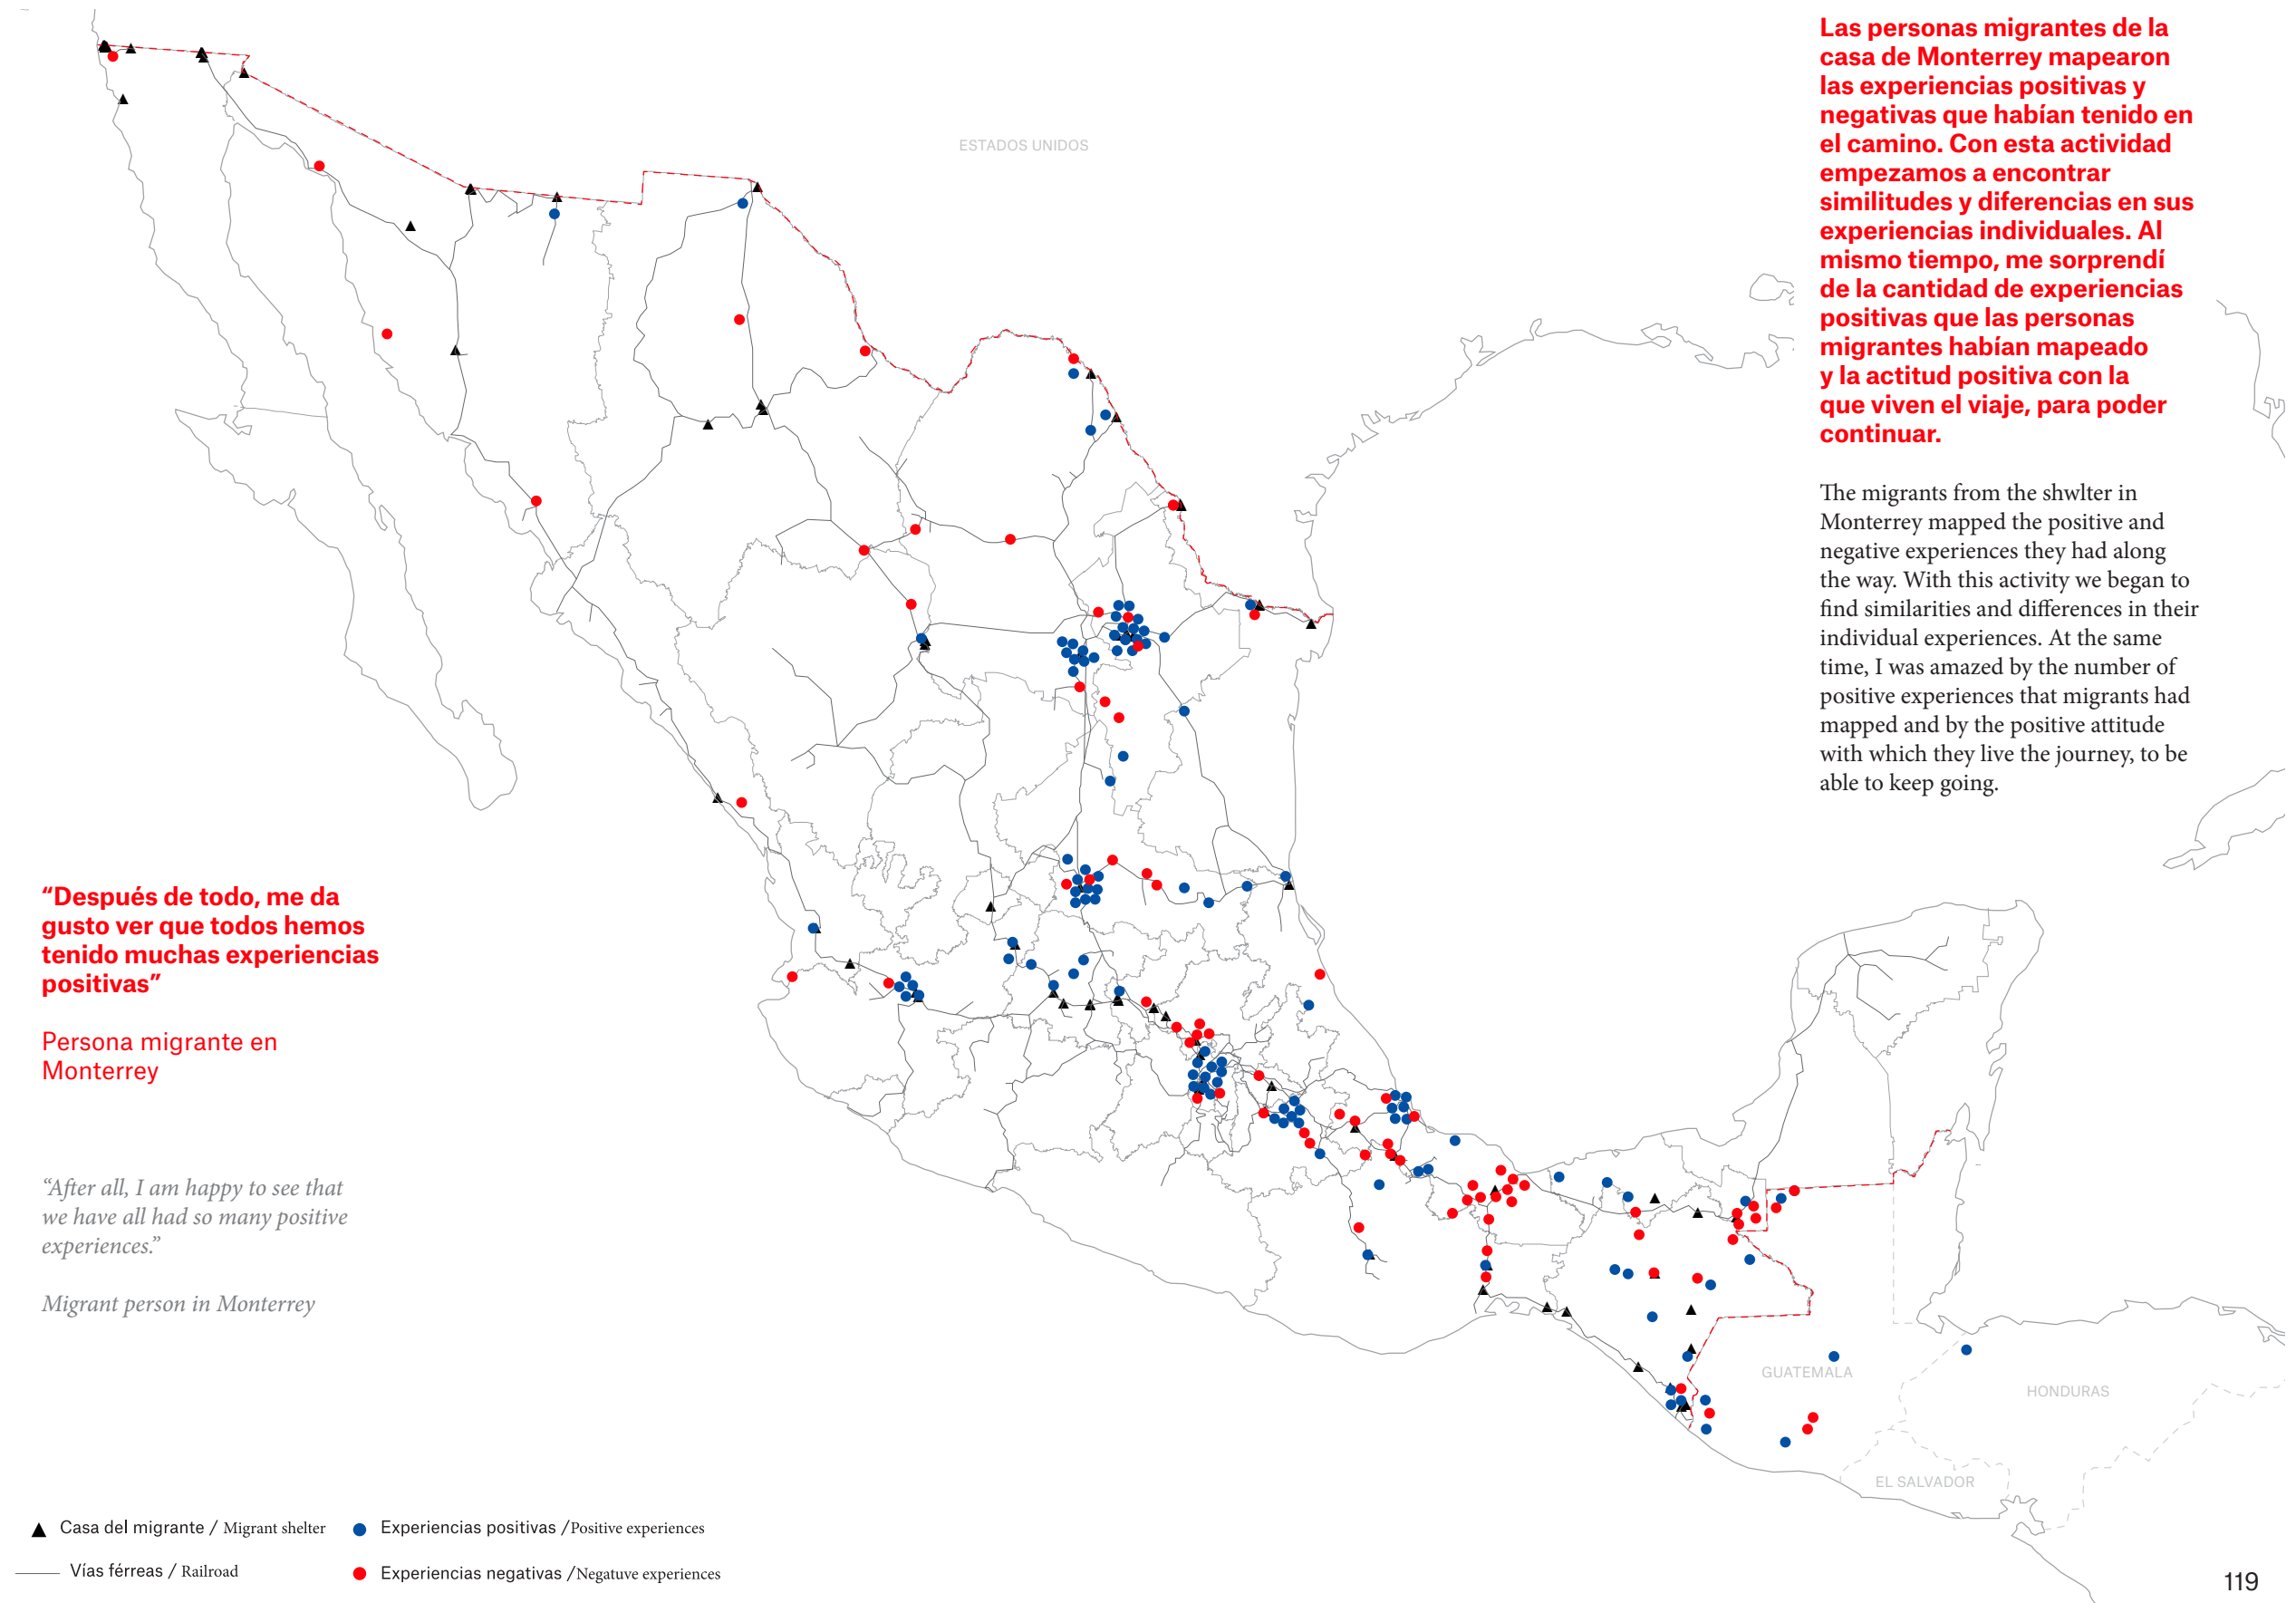 Las personas migrantes de la
casa de Monterrey mapearon
las experiencias positivas y
negativas que habían tenido en
el camino. Con esta actividad
empezamos a encontrar
similitudes y diferencias en sus
experiencias individuales. Al
mismo tiempo, me sorprendí
de la cantidad de experiencias
positivas que las personas
migrantes habían mapeado
y la actitud positiva con la
que viven el viaje, para poder
continuar.
The migrants from the shwlter in
Monterrey mapped the positive and
negative experiences they had along
the way. With this activity we began to
find similarities and differences in their
individual experiences. At the same
time, I was amazed by the number of
positive experiences that migrants had
mapped and by the positive attitude
with which they live the journey, to be
able to keep going.
ESTADOS UNIDOS
“Después de todo, me da
gusto ver que todos hemos
tenido muchas experiencias
positivas”
Persona migrante en
Monterrey
“After all, I am happy to see that
we have all had so many positive
experiences.”
Migrant person in Monterrey
GUATEMALA
HONDURAS
EL SALVADOR
Casa del migrante / Migrant shelter
Experiencias positivas /Positive experiences
Vías férreas / Railroad
Experiencias negativas /Negatuve experiences
119